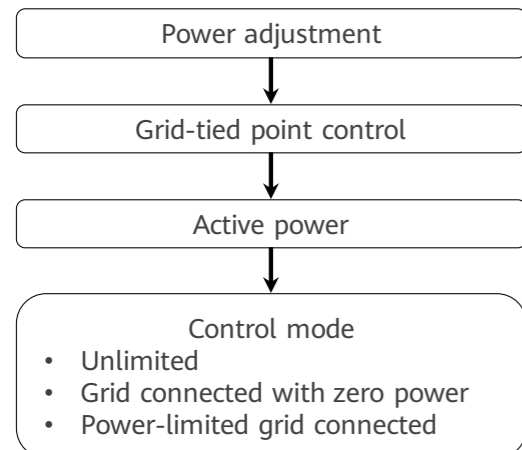 Power adjustment
Grid-tied point control
Active power
Control mode
• Unlimited
• Grid connected with zero power
• Power-limited grid connected